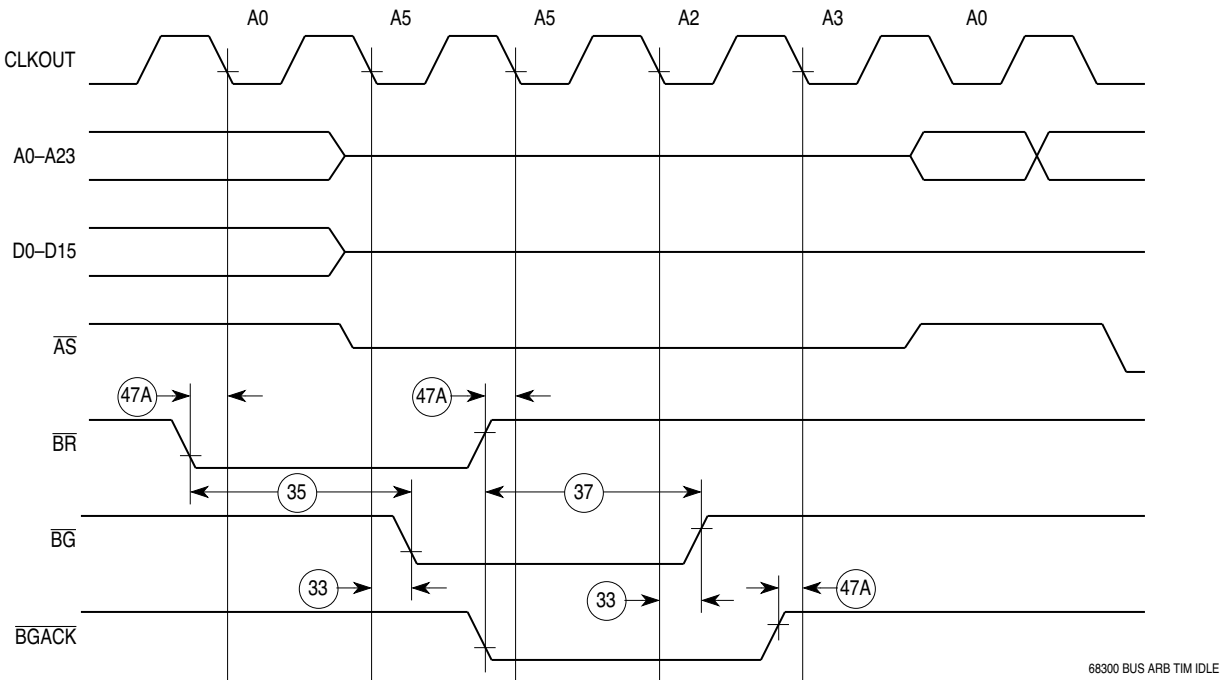 A0 A5 A5 A2 A3 A0
CLKOUT
A0–A23
D0–D15
AS
47A 47A
BR
35 37
BG
33 33 47A
BGACK
68300 BUS ARB TIM IDLE